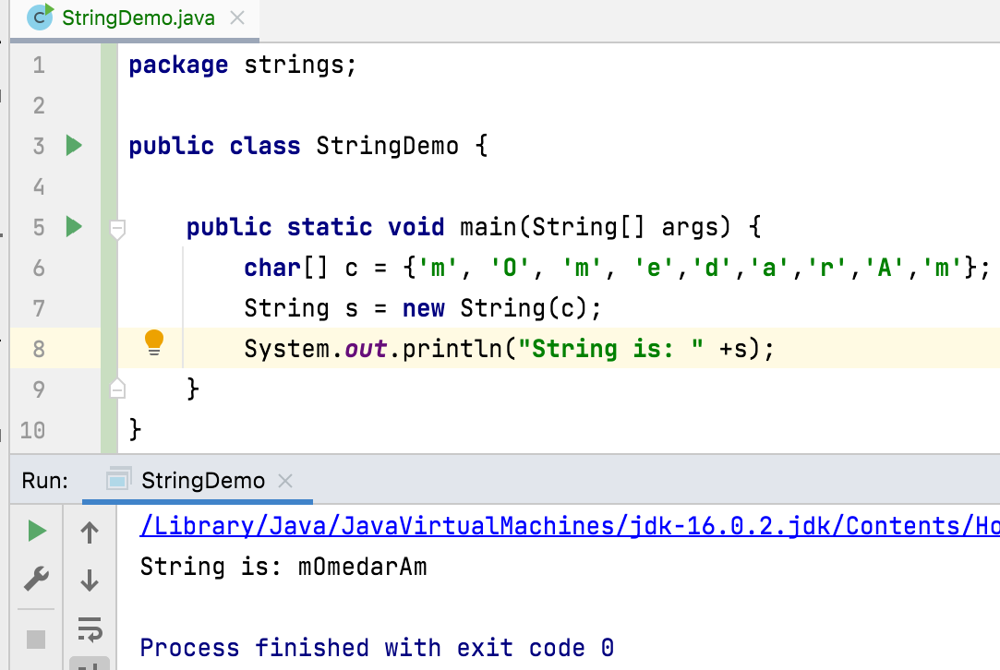 StringDemo.java
1 package strings;
2
3 public class StringDemo {
4
5 public static void main(String[] args) {
6 char[] c = {'m', 'O', 'm', 'e','d','a','r','A','m'};
7 String s = new String(c);
8 System.out.println("String is: " +s);
9 }
10 }
Run: StringDemo
/Library/Java/JavaVirtualMachines/jdk-16.0.2.jdk/Contents/Ho
String is: mOmedarAm
Process finished with exit code 0